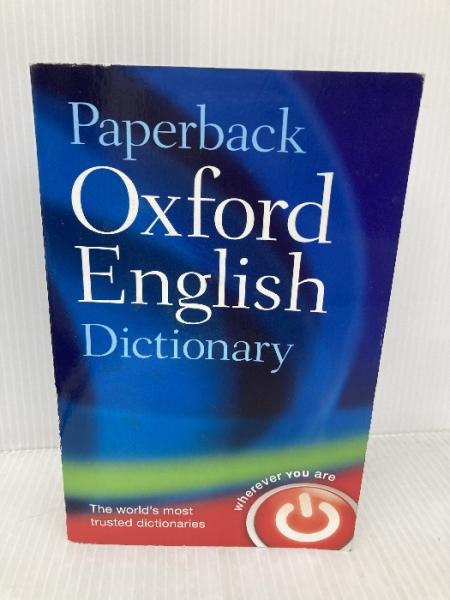 Paperback
Oxford
English
Dictionary
The world's most
trusted dictionaries
wherever YOU are